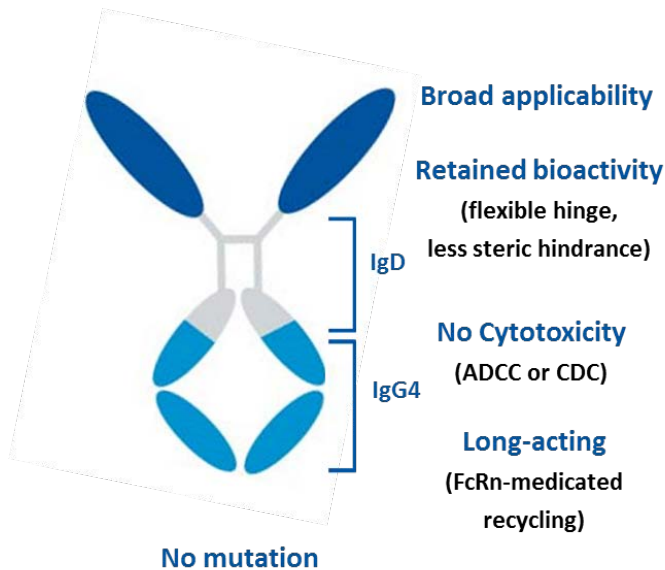 Broad applicability
Retained bioactivity
(flexible hinge,
less steric hindrance)
IgD
No Cytotoxicity
(ADCC or CDC)
IgG4
Long-acting
(FcRn-medicated
recycling)
No mutation